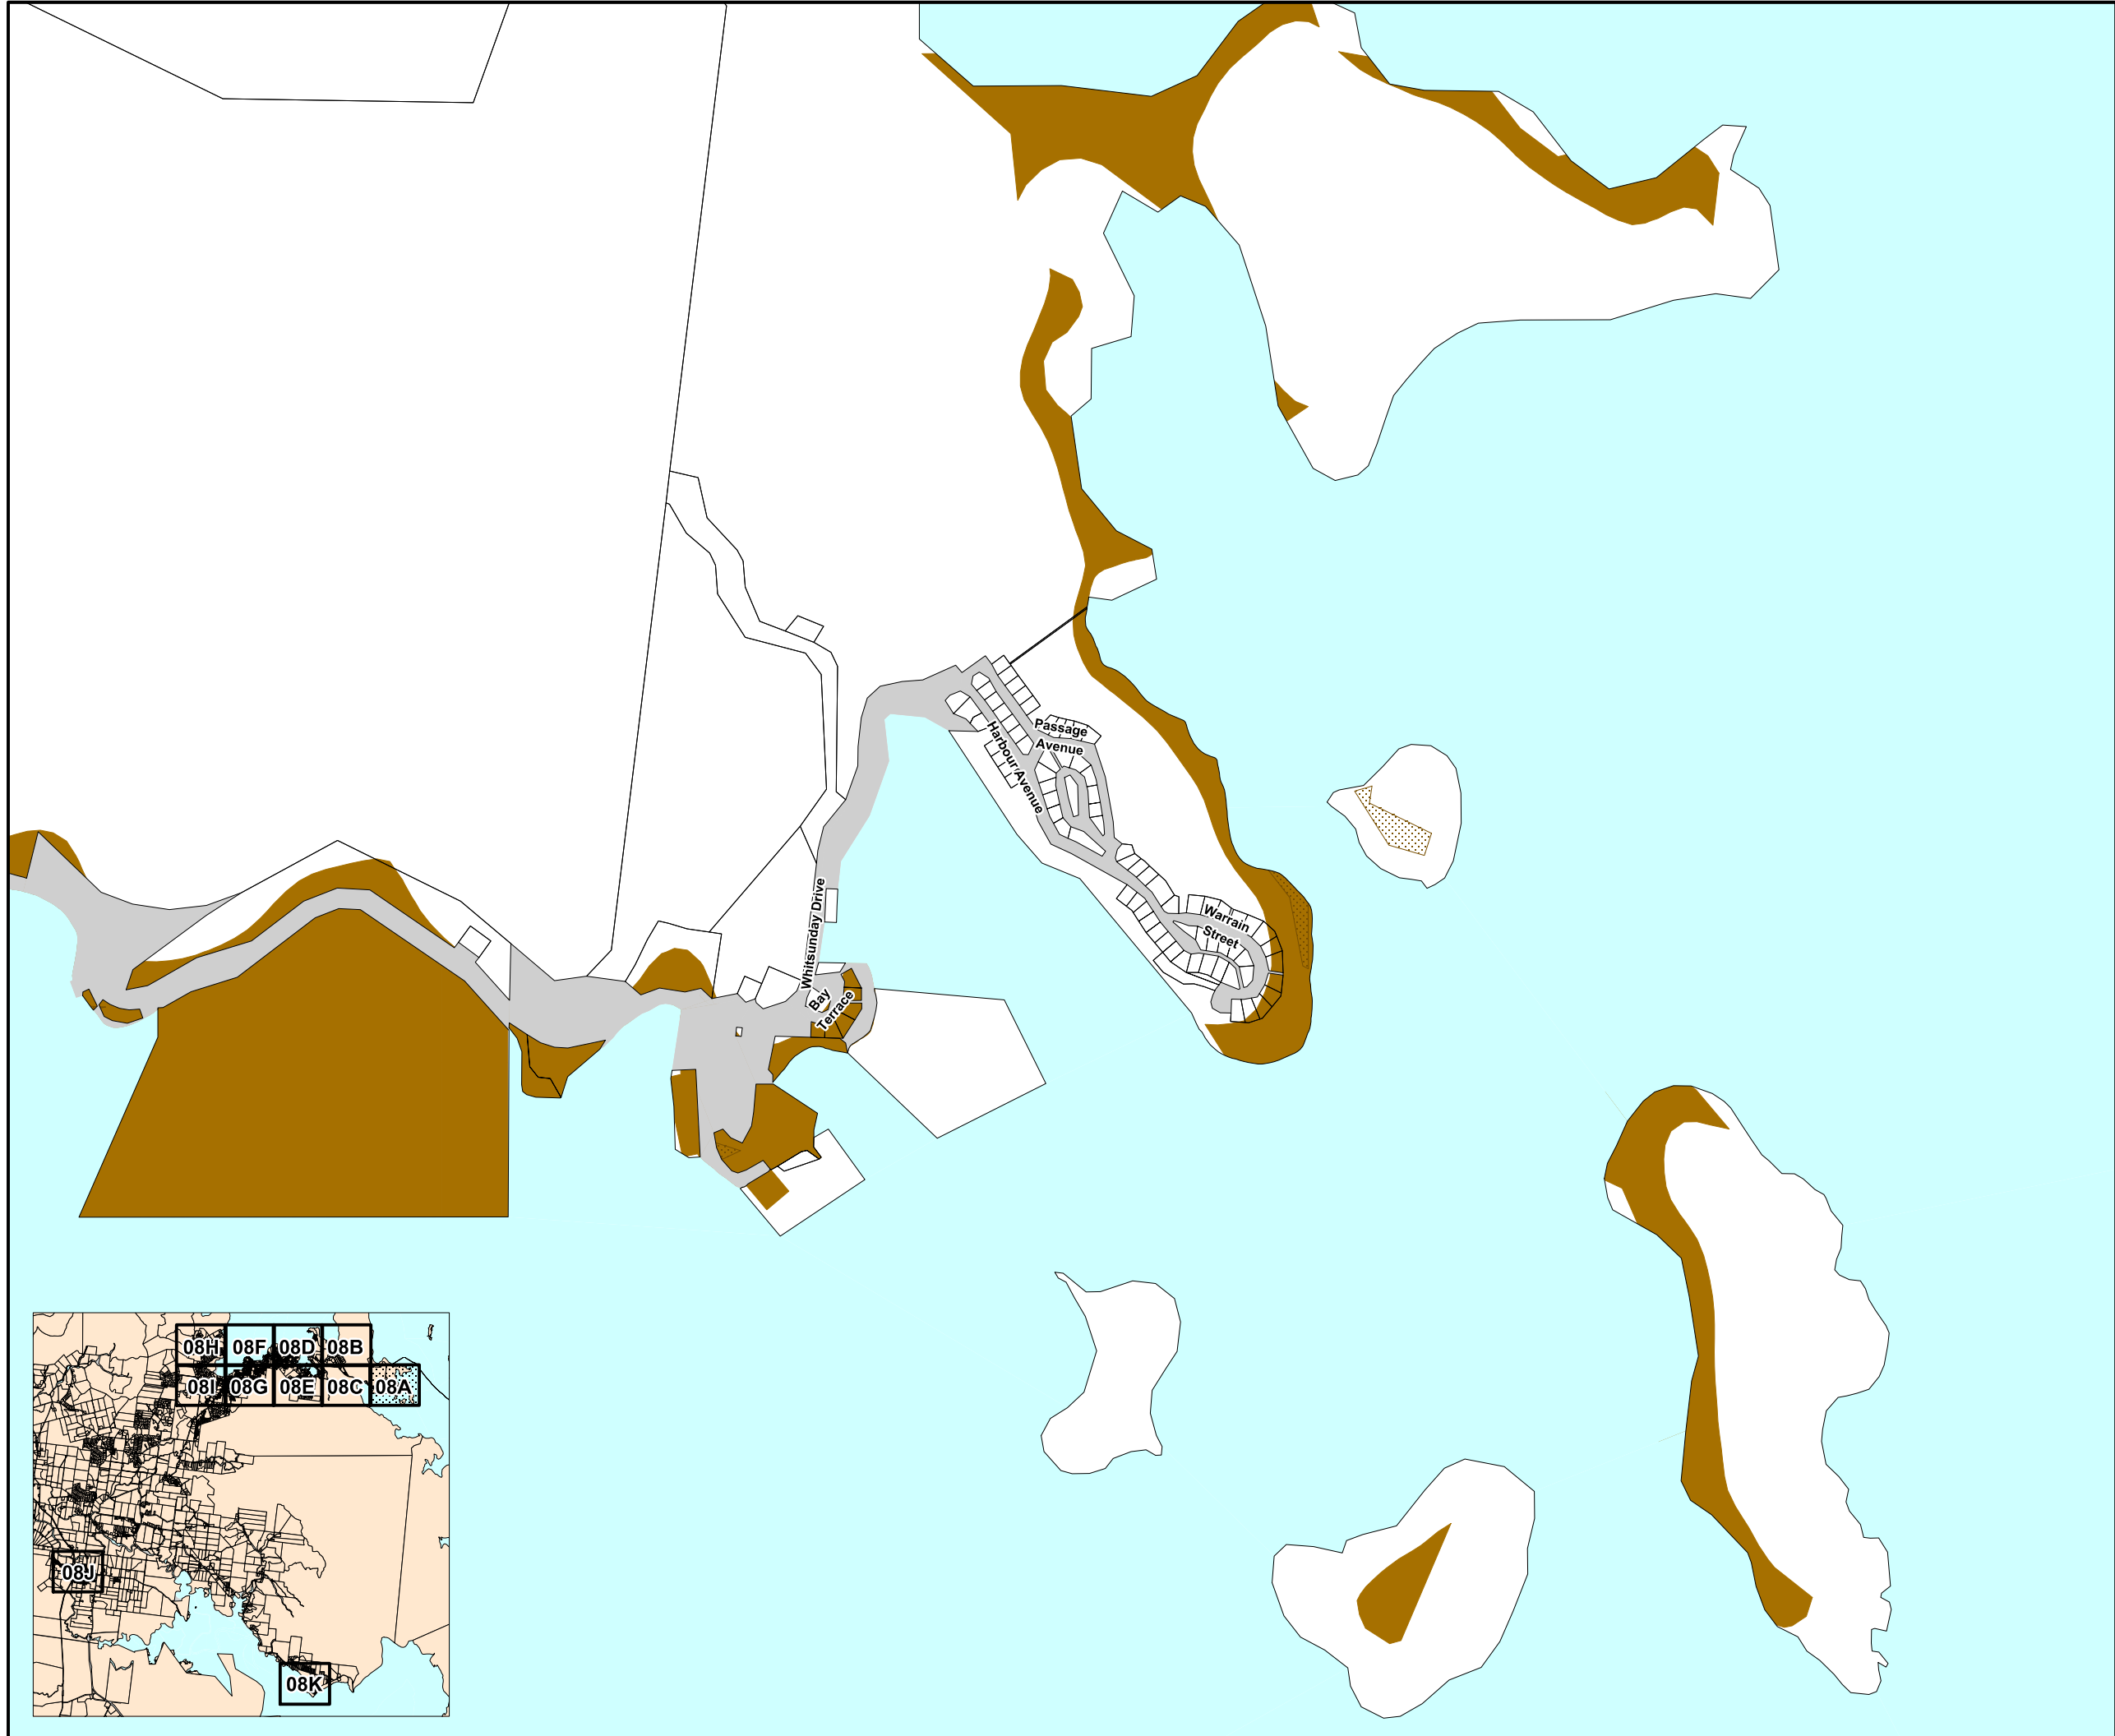 Passage
Avenue
Harbour Avenue
Whitsunday Drive
Warrain
Street
Bay
Terrace
08H 08F 08D 08B
08I 08G 08E 08C 08A
08J
08K